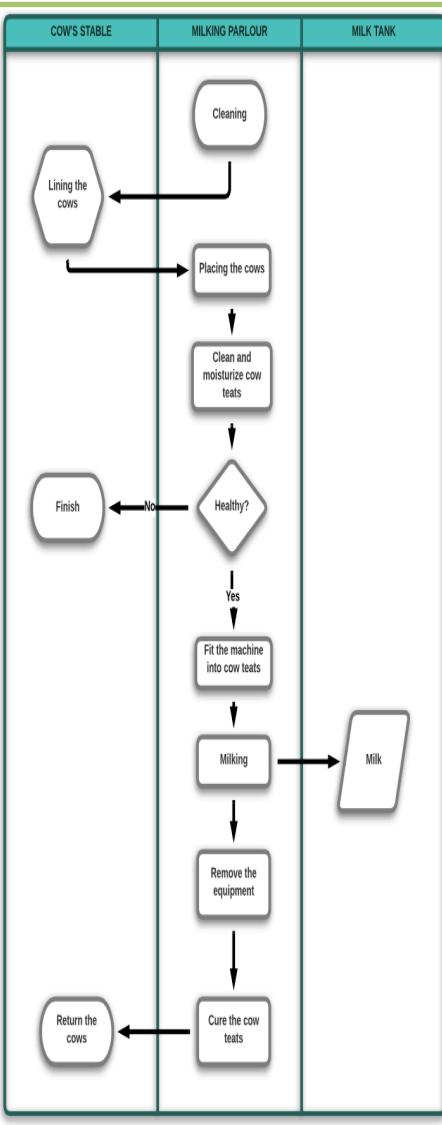 COW'S STABLE
MILKING PARLOUR
MILK TANK
Cleaning
Lining the
cows
Placing the cows
Clean and
moisturize cow
teats
Healthy?
No
Finish
Yes
Fit the machine
into cow teats
Milking
Milk
Remove the
equipment
Cure the cow
teats
Return the
cows